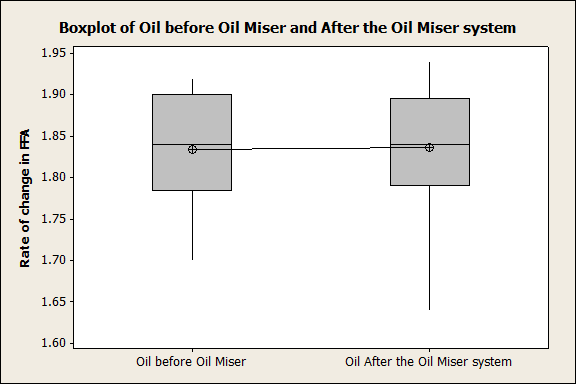 Boxplot of Oil before Oil Miser and After the Oil Miser system
Rate of change in FFA
1.95
1.90
1.85
1.80
1.75
1.70
1.65
1.60
Oil before Oil Miser
Oil After the Oil Miser system